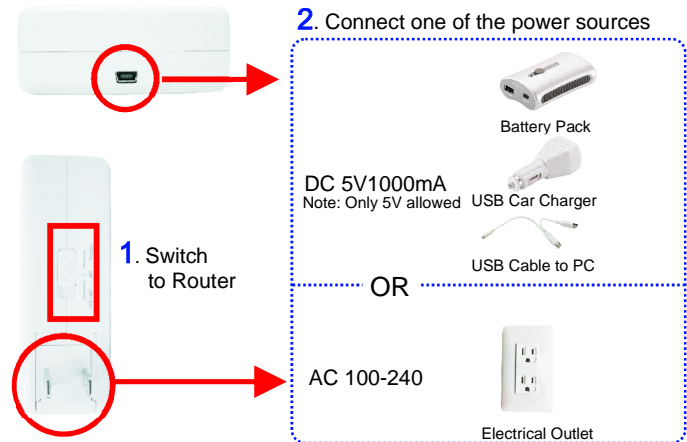 2. Connect one of the power sources
Battery Pack
DC 5V1000mA
Note: Only 5V allowed
USB Car Charger
USB Cable to PC
1. Switch
to Router
OR
AC 100-240
Electrical Outlet